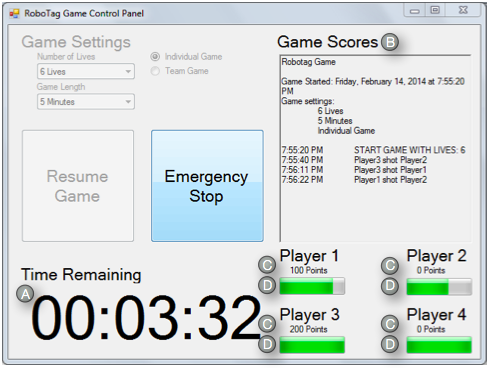 RoboTag Game Control Panel
Game Settings
Number of Lives
6 Lives
Game Length
5 Minutes
Individual Game
Team Game
Resume
Game
Emergency
Stop
Game Scores B
Robotag Game
Game Started: Friday, February 14, 2014 at 7:55:20
PM
Game settings:
6 Lives
5 Minutes
Individual Game
7:55:20 PM START GAME WITH LIVES: 6
7:55:40 PM Player3 shot Player2
7:56:11 PM Player3 shot Player1
7:56:22 PM Player1 shot Player2
Time Remaining
A
00:03:32
Player 1
C 100 Points
D
Player 2
C 0 Points
D
Player 3
C 200 Points
D
Player 4
C 0 Points
D